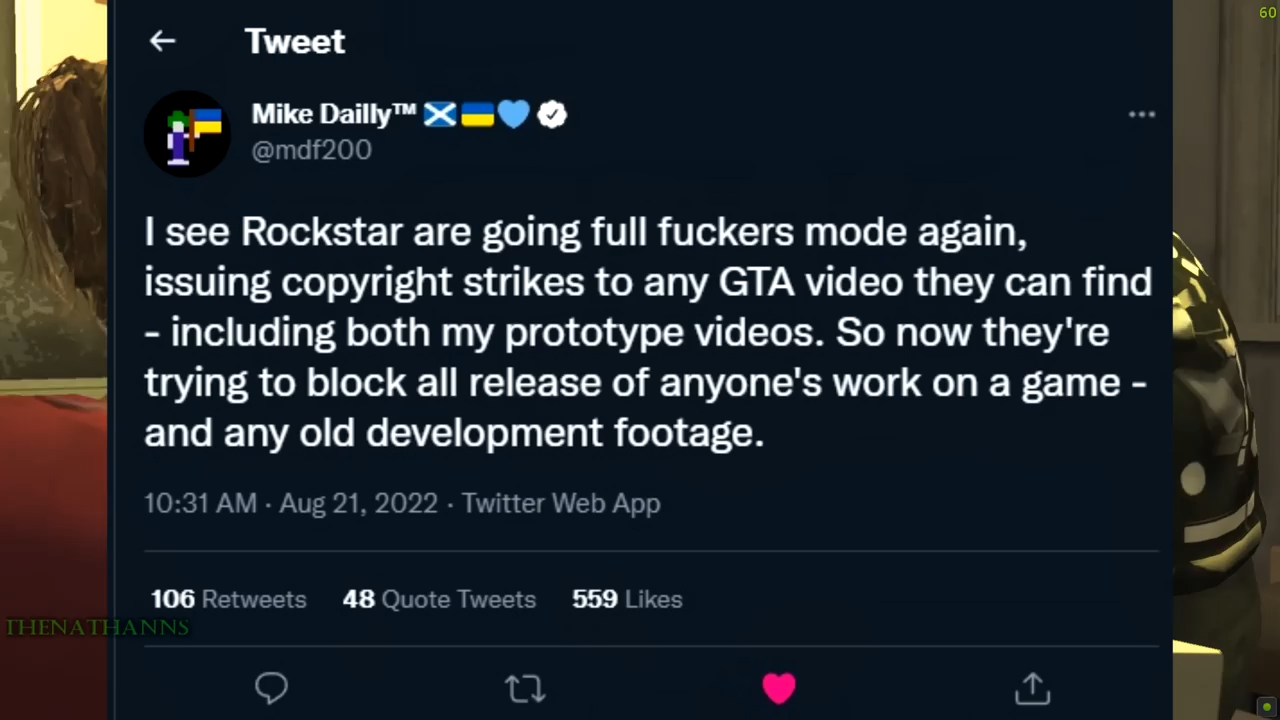 60
Tweet
Mike Dailly™
@mdf200
I see Rockstar are going full fuckers mode again,
issuing copyright strikes to any GTA video they can find
- including both my prototype videos. So now they're
trying to block all release of anyone's work on a game -
and any old development footage.
10:31 AM · Aug 21, 2022 · Twitter Web App
106 Retweets 48 Quote Tweets 559 Likes
THENATHANNS